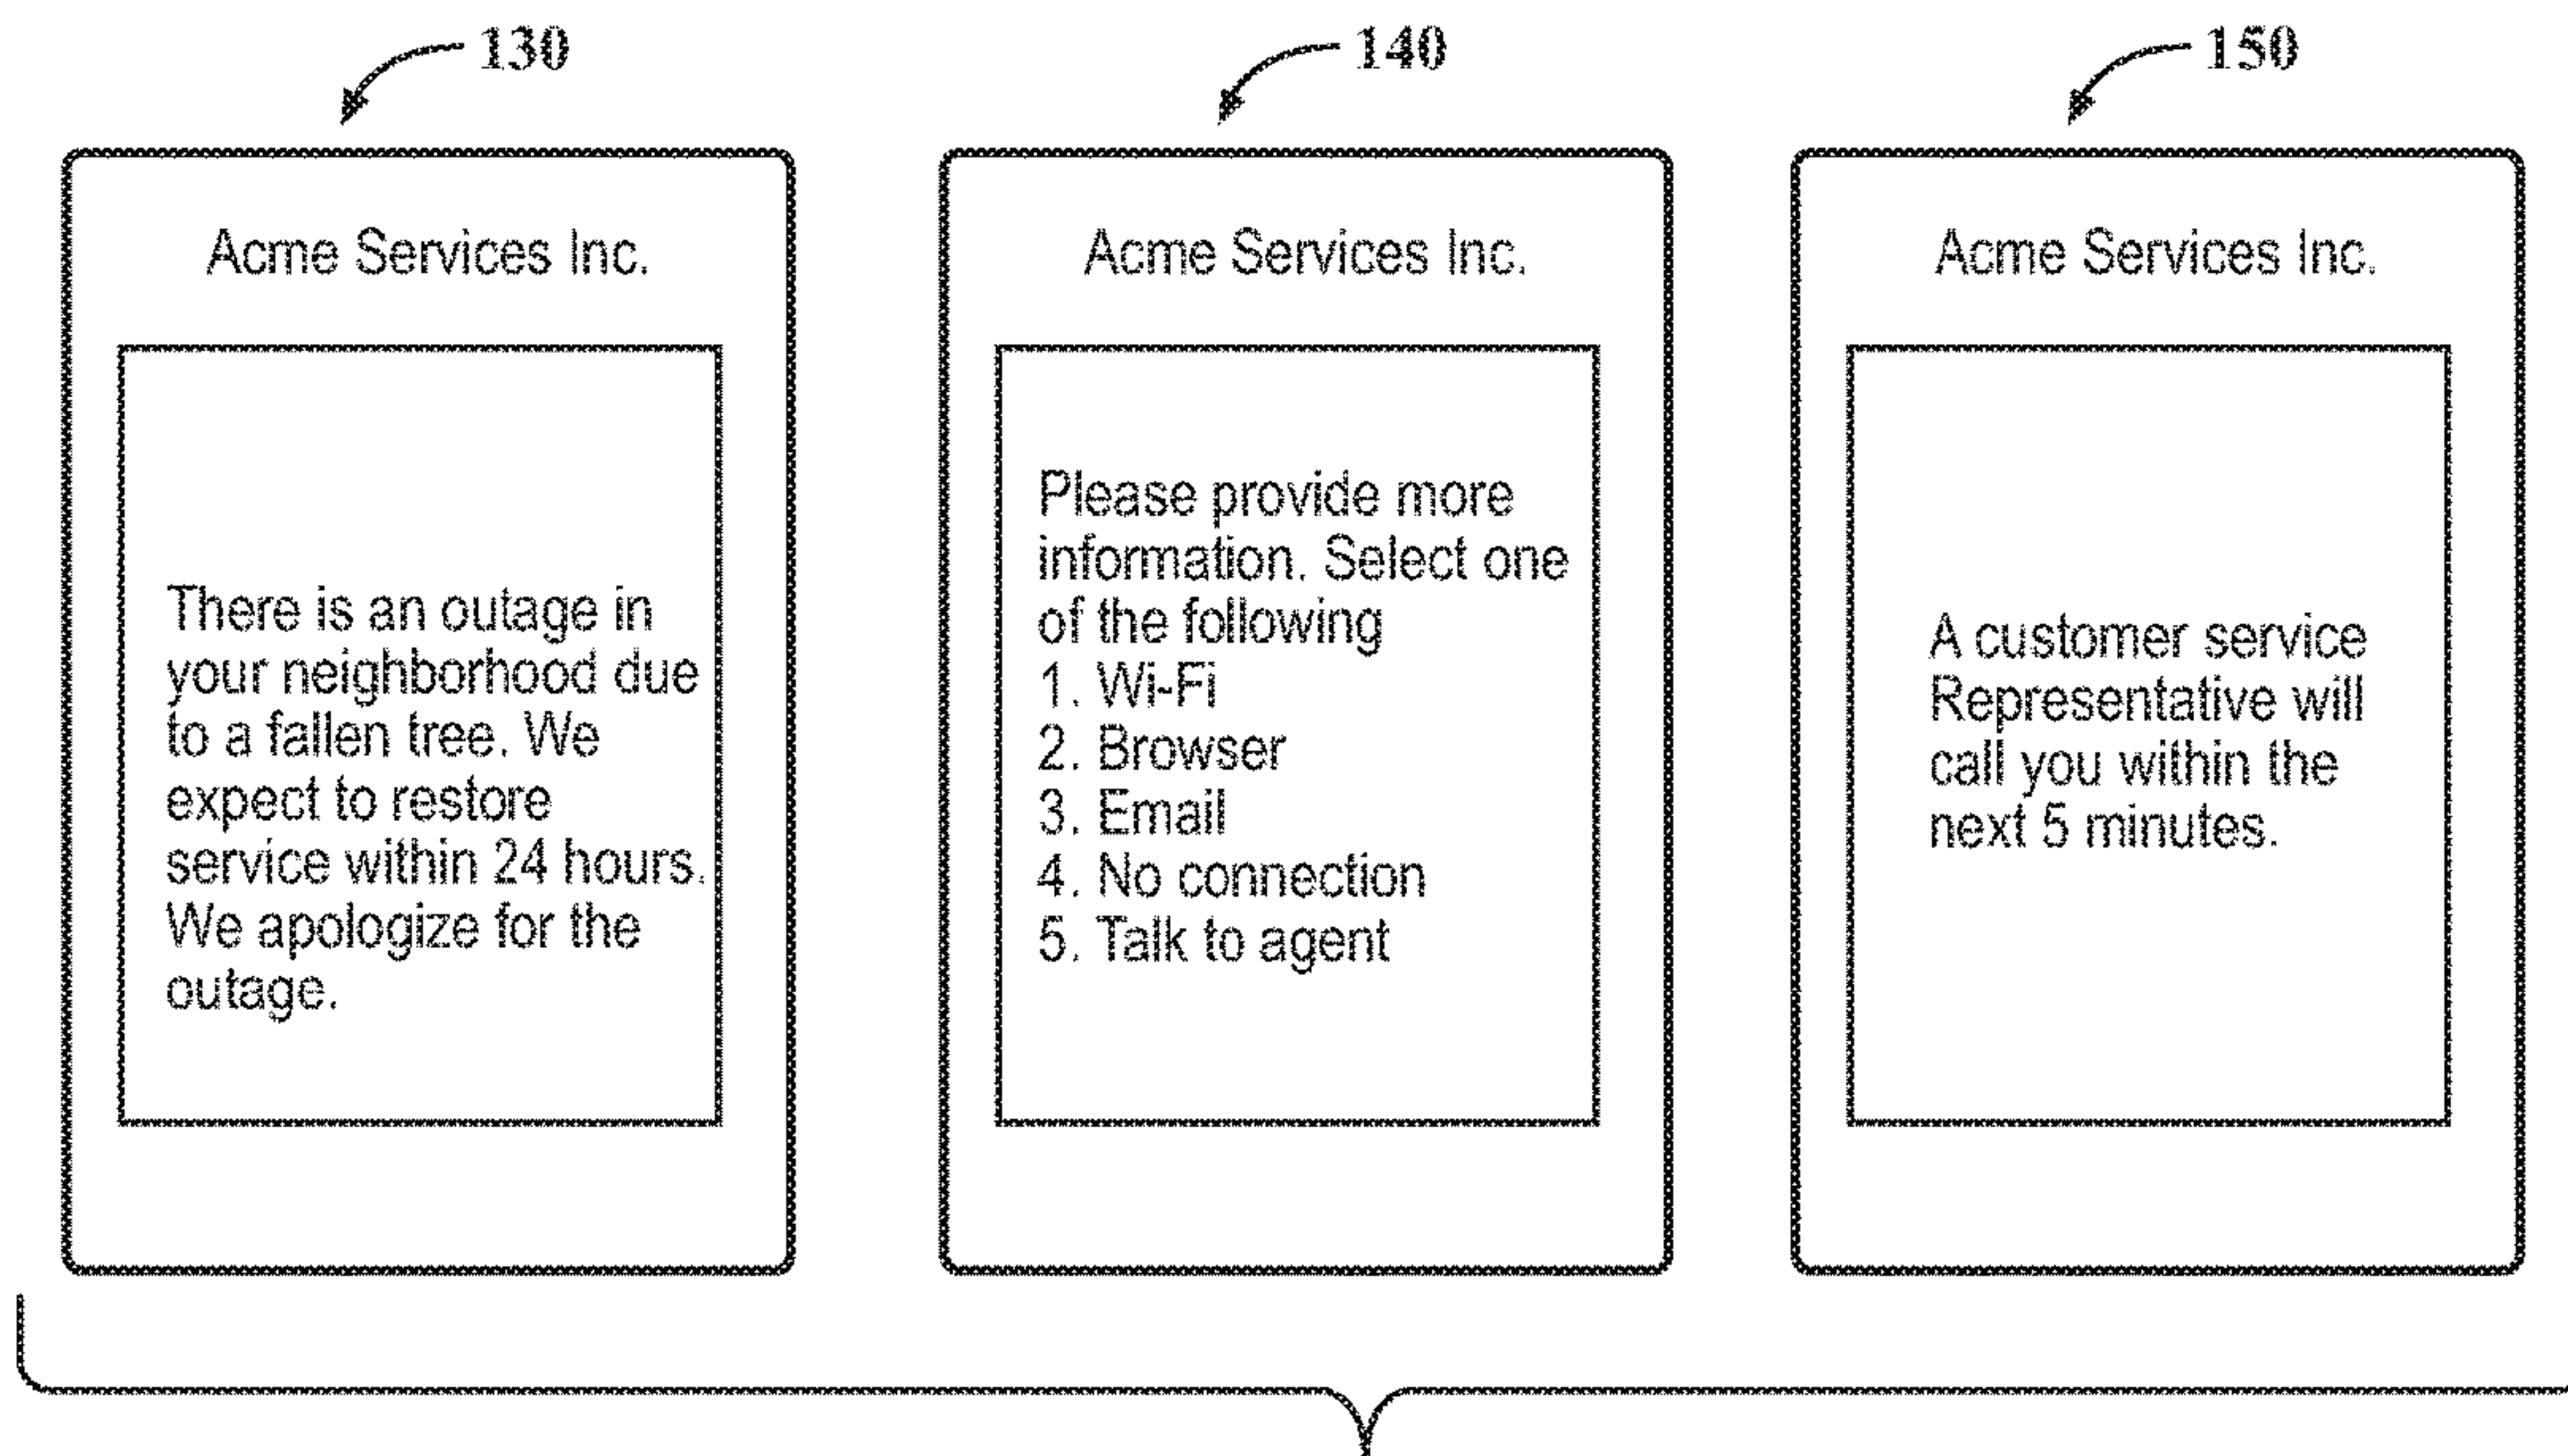 130
140
150
Acme Services Inc.
There is an outage in
your neighborhood due
to a fallen tree. We
expect to restore
service within 24 hours.
We apologize for the
outage.
Acme Services Inc.
Please provide more
information. Select one
of the following
1. Wi-Fi
2. Browser
3. Email
4. No connection
5. Talk to agent
Acme Services Inc.
A customer service
Representative will
call you within the
next 5 minutes.